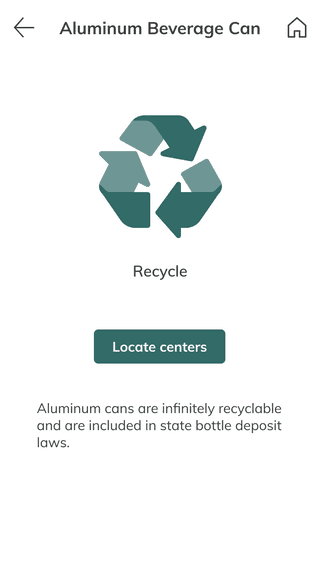 Aluminum Beverage Can
Recycle
Locate centers
Aluminum cans are infinitely recyclable
and are included in state bottle deposit
laws.